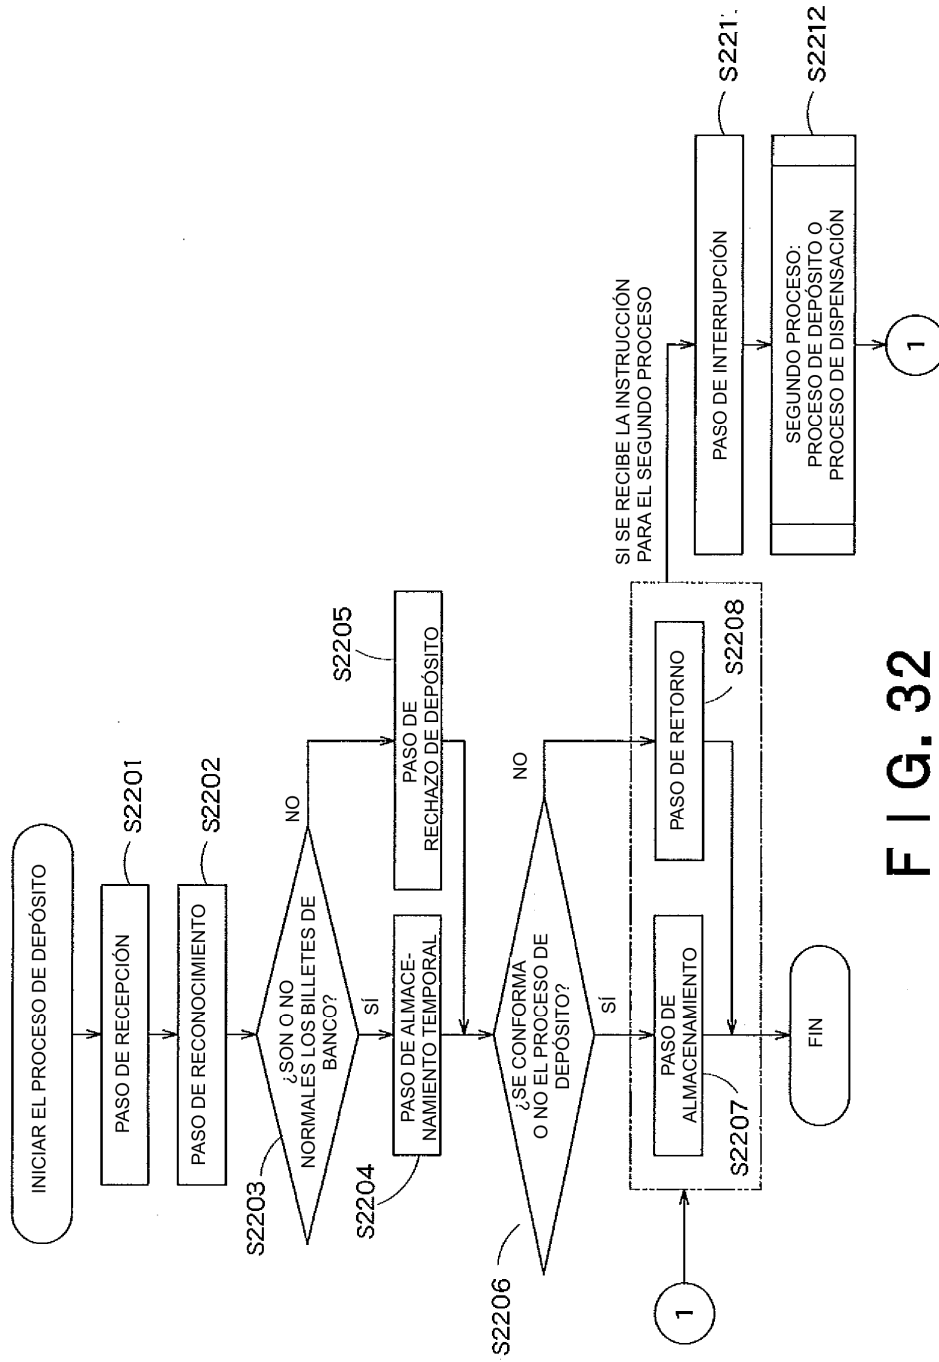 INICIAR EL PROCESO DE DEPÓSITO
PASO DE RECEPCIÓN
S2201
PASO DE RECONOCIMIENTO
S2202
¿SON O NO
NORMALES LOS BILLETES DE
BANCO?
S2203
NO
SÍ
PASO DE ALMACE-
NAMIENTO TEMPORAL
S2204
PASO DE
RECHAZO DE DEPÓSITO
S2205
¿SE CONFORMA
O NO EL PROCESO DE
DEPÓSITO?
S2206
NO
SÍ
PASO DE
ALMACENAMIENTO
S2207
PASO DE RETORNO
S2208
1
FIN
SI SE RECIBE LA INSTRUCCIÓN
PARA EL SEGUNDO PROCESO
PASO DE INTERRUPCIÓN
SEGUNDO PROCESO:
PROCESO DE DEPÓSITO O
PROCESO DE DISPENSACIÓN
S2212
1
FIG. 32